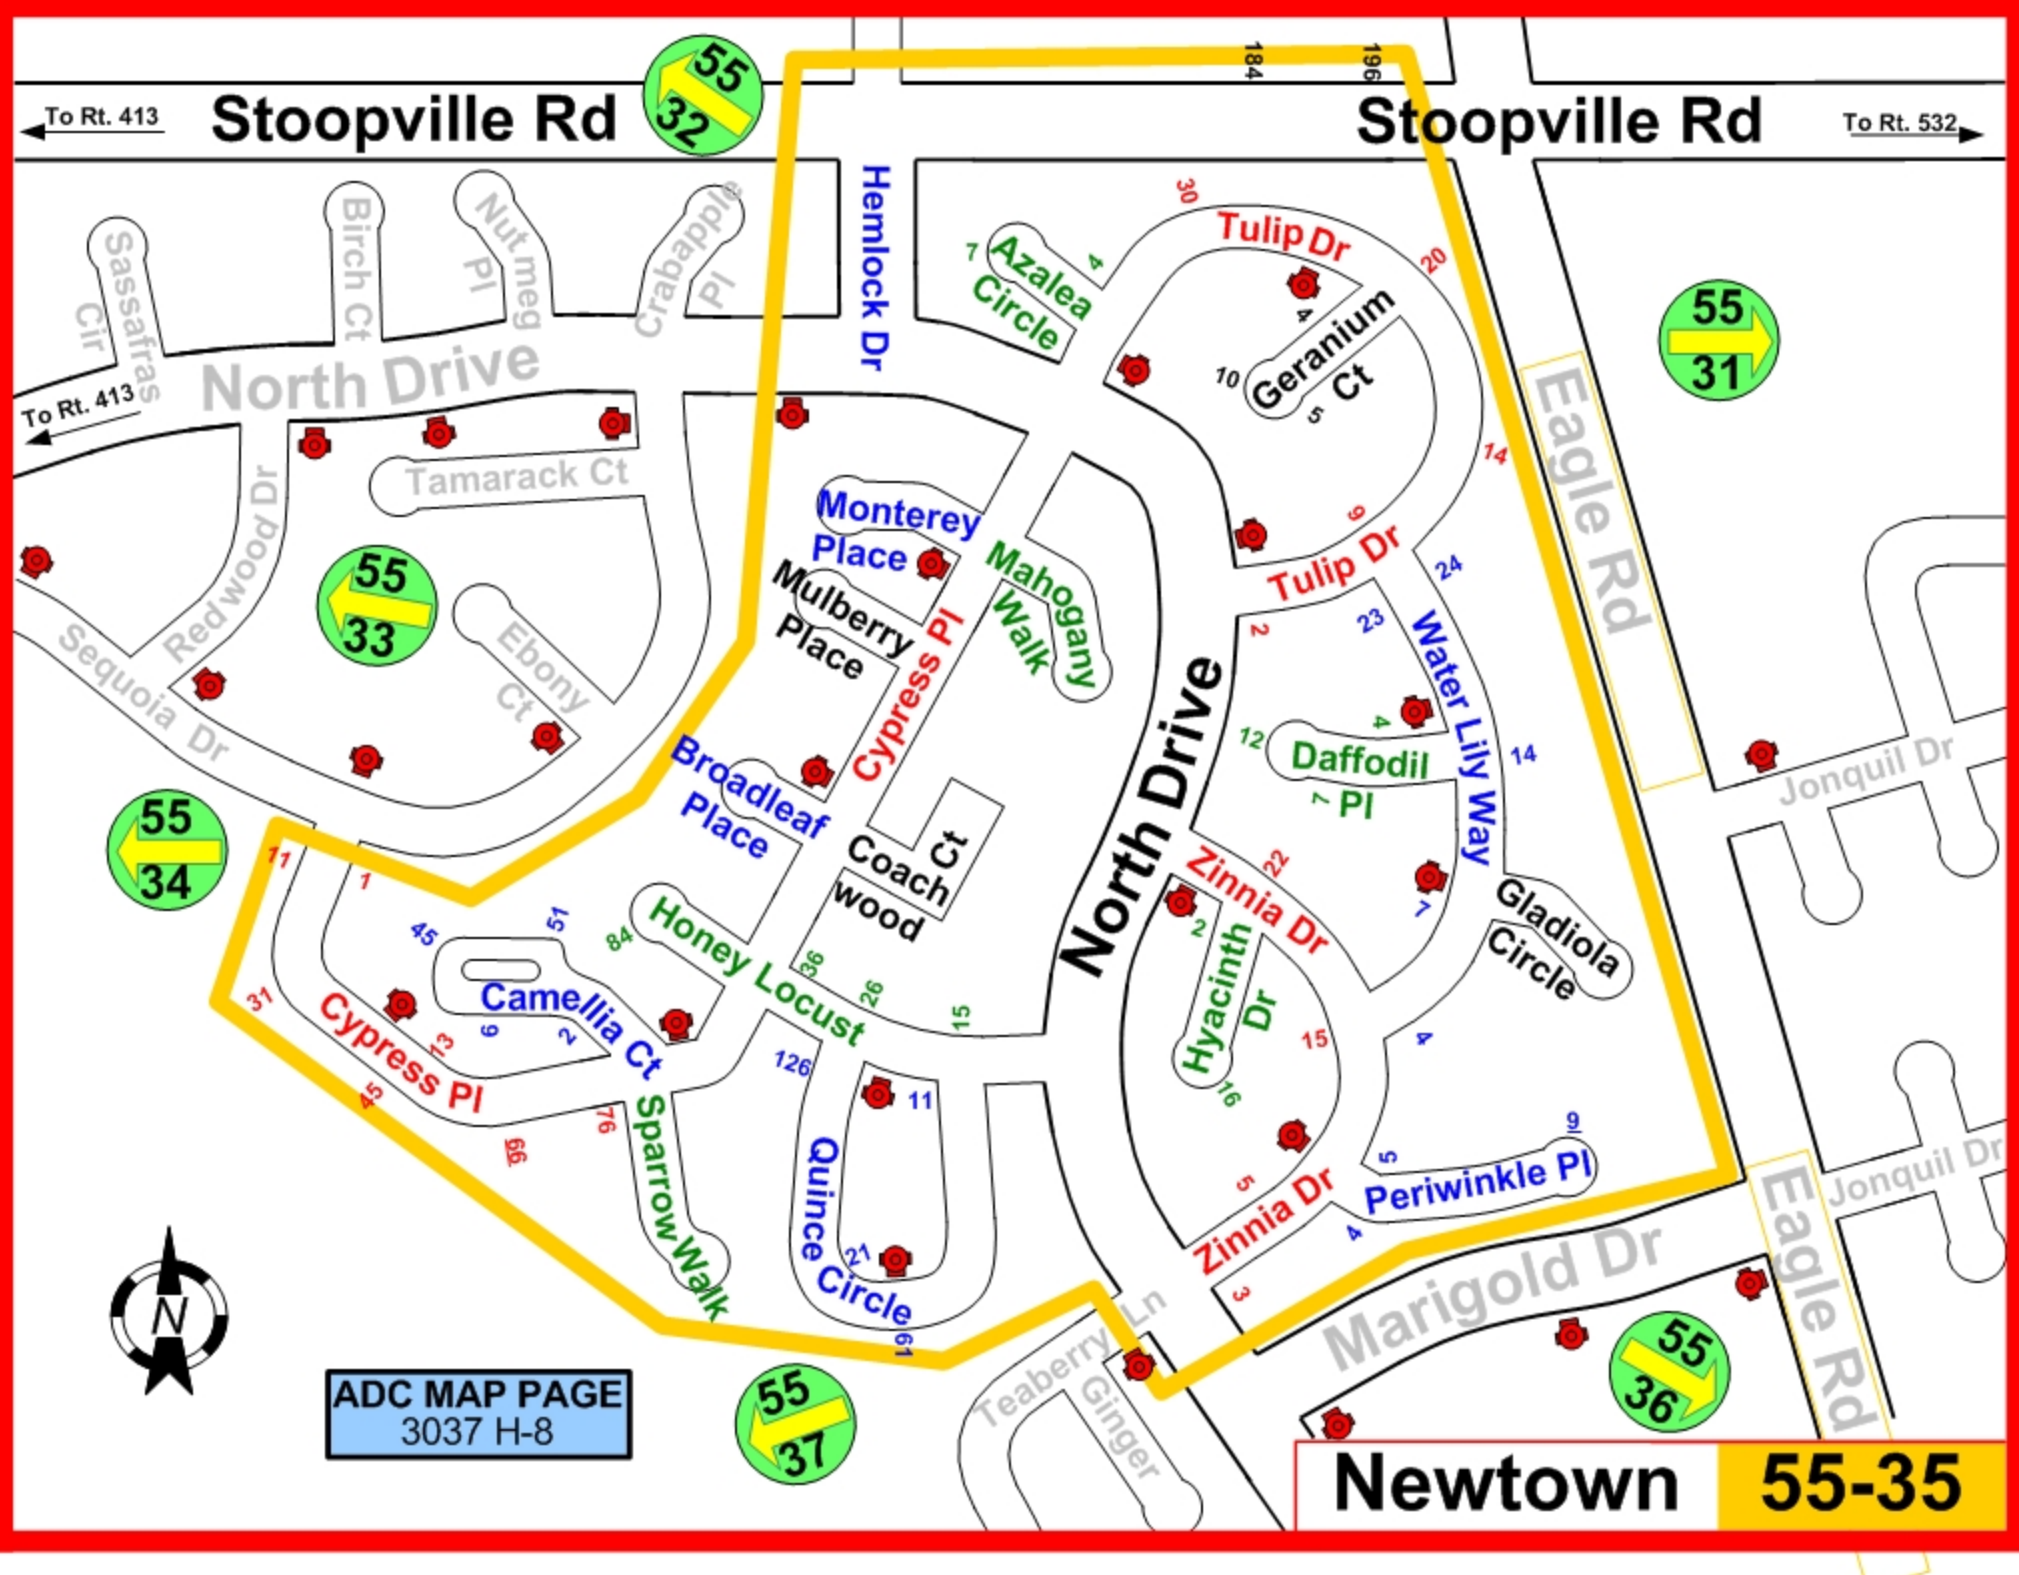 184
196
55
32
To Rt. 413
Stoopville Rd
Stoopville Rd
To Rt. 532
Hemlock Dr
30
Tulip Dr
20
Sassafras
Cir
Birch Ct
Nutmeg
Pl
Crabapple
Pl
7
Azalea
Circle
4
4
Geranium
Ct
10
5
55
31
North Drive
To Rt. 413
Eagle Rd
14
Tamarack Ct
Redwood Dr
Monterey
Place
9
Tulip Dr
24
23
2
Mahogany
Walk
Mulberry
Place
55
33
Ebony
Ct
Sequoia Dr
Cypress Pl
North Drive
Water Lily Way
4
12
Daffodil
Pl
7
14
Jonquil Dr
Broadleaf
Place
55
34
Coach
wood
Ct
Zinnia Dr
22
7
Gladiola
Circle
11
1
45
51
84
Honey Locust
36
26
15
2
Hyacinth
Dr
16
15
31
Camellia Ct
6
2
Cypress Pl
13
45
66
76
126
11
4
5
9
Periwinkle Pl
4
Jonquil Dr
Sparrow Walk
Quince Circle
21
61
5
Zinnia Dr
3
Marigold Dr
Eagle Rd
N
Teaberry Ln
Ginger
55
36
ADC MAP PAGE
3037 H-8
55
37
Newtown
55-35